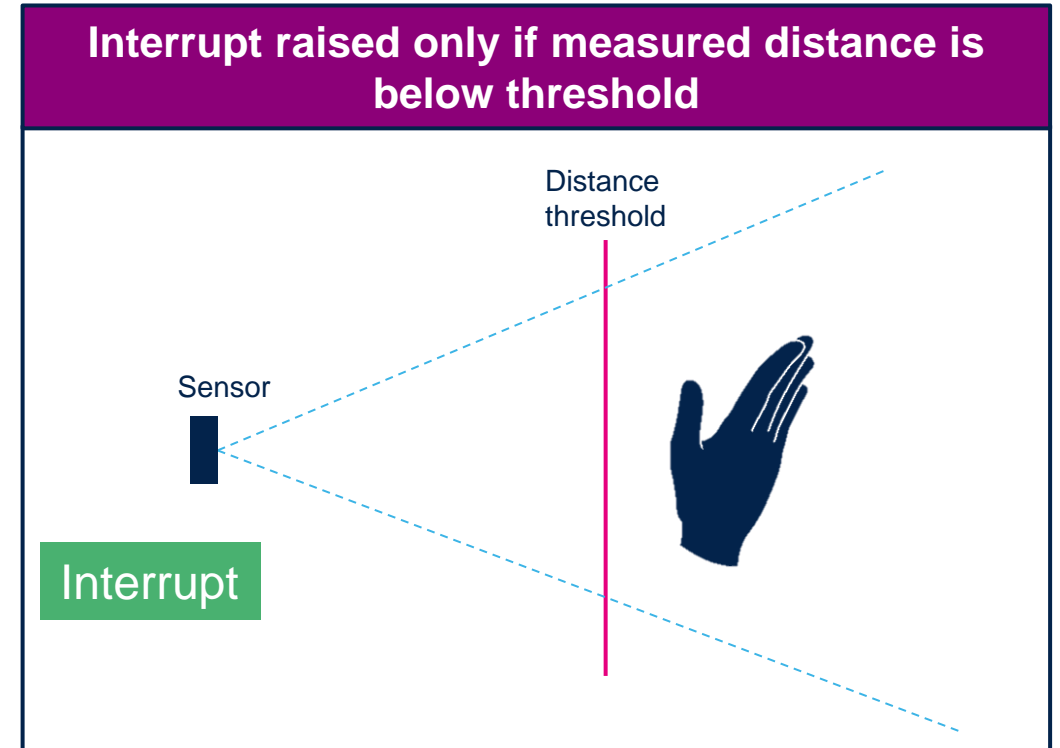 Interrupt raised only if measured distance is
below threshold
Distance
threshold
Sensor
Interrupt